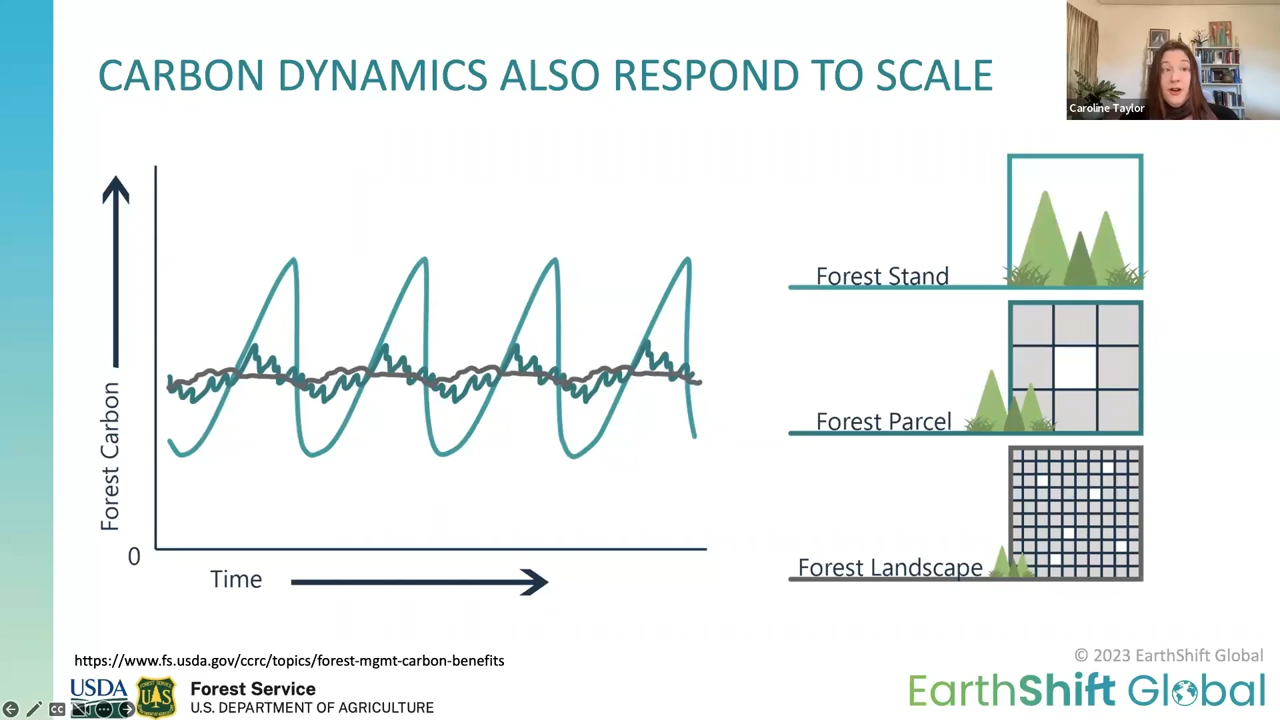 CARBON DYNAMICS ALSO RESPOND TO SCALE
Caroline Taylor
Forest Carbon
0
Time
Forest Stand
Forest Parcel
Forest Landscape
https://www.fs.usda.gov/ccrc/topics/forest-mgmt-carbon-benefits
© 2023 EarthShift Global
USDA
Forest Service
U.S. DEPARTMENT OF AGRICULTURE
UAS
EarthShift Global
CC